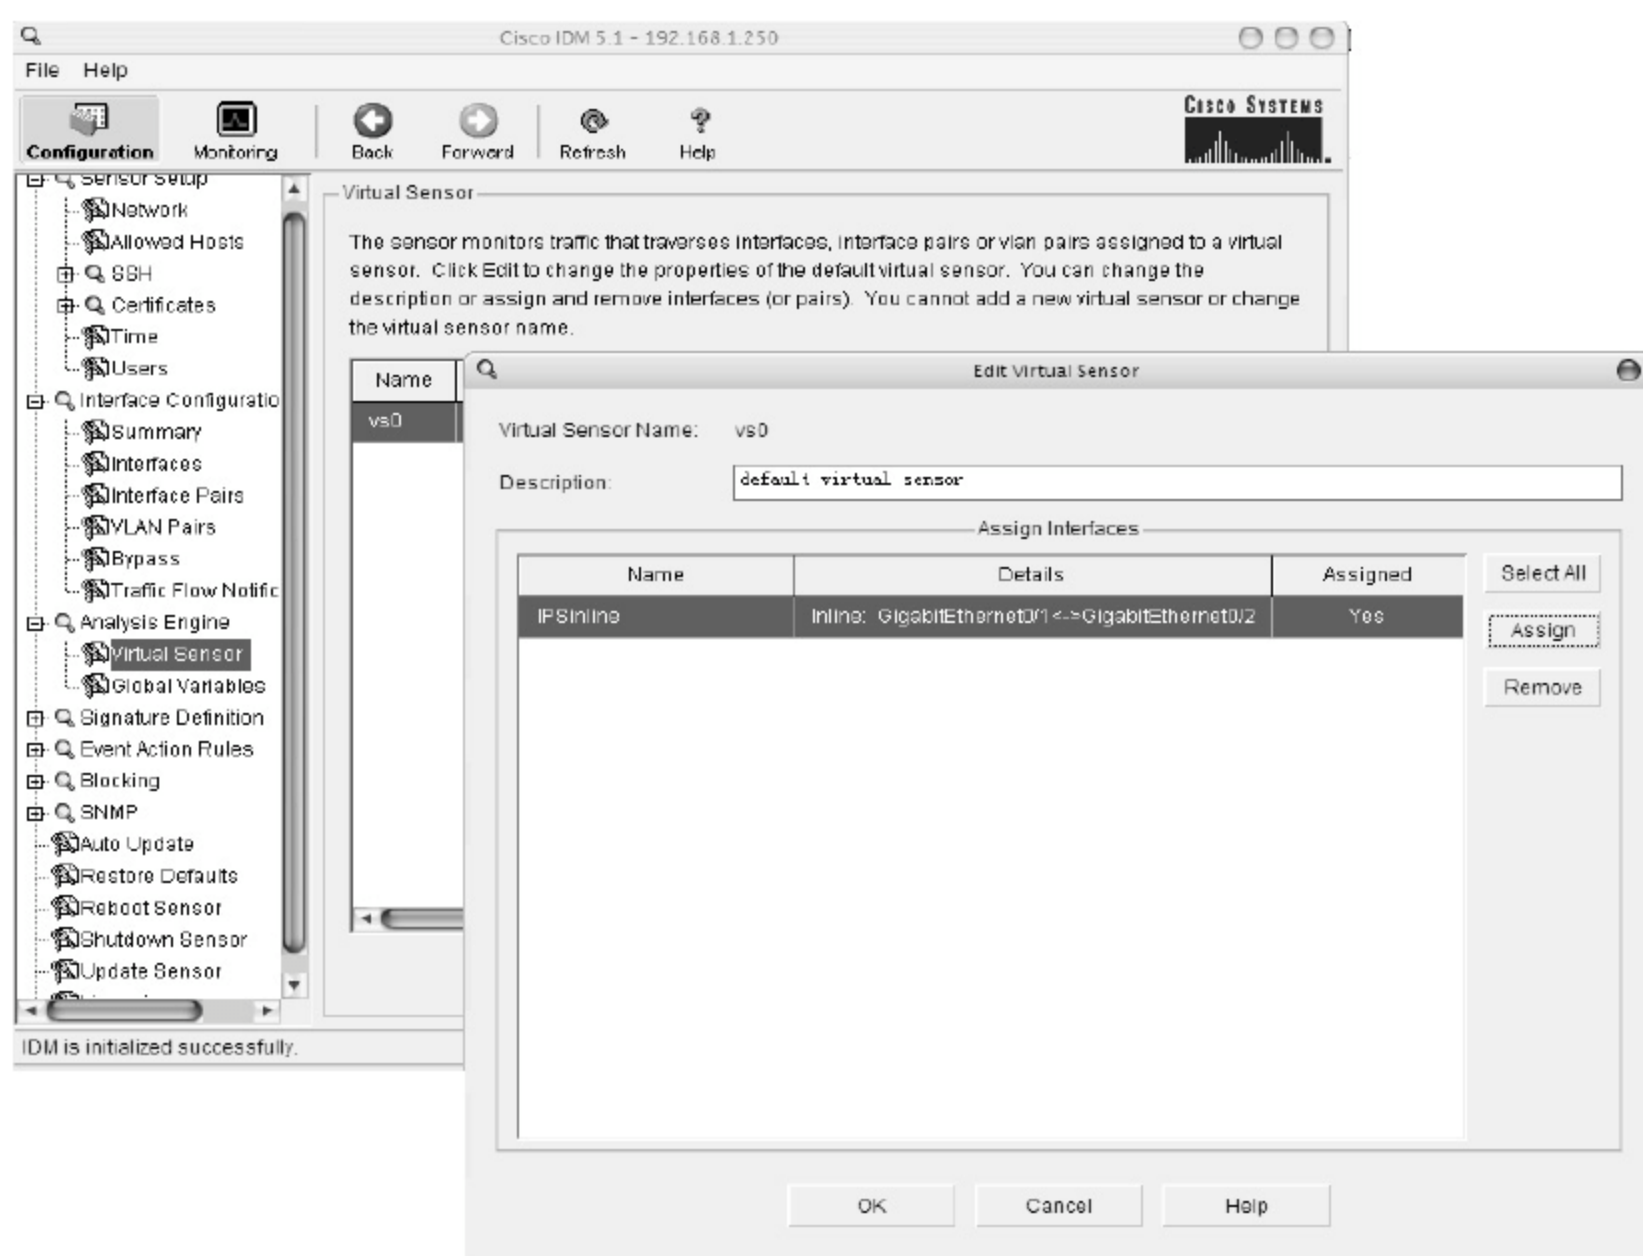 Cisco IDM 5.1 - 192.168.1.250
File Help
Configuration Monitoring Back Forward Refresh Help
CISCO SYSTEMS
Sensor Setup
Network
Allowed Hosts
SSH
Certificates
Time
Users
Interface Configuratio
Summary
Interfaces
Interface Pairs
VLAN Pairs
Bypass
Traffic Flow Notific
Analysis Engine
Virtual Sensor
Global Variables
Signature Definition
Event Action Rules
Blocking
SNMP
Auto Update
Restore Defaults
Reboot Sensor
Shutdown Sensor
Update Sensor
IDM is initialized successfully.
Virtual Sensor
The sensor monitors traffic that traverses interfaces, interface pairs or vlan pairs assigned to a virtual
sensor. Click Edit to change the properties of the default virtual sensor. You can change the
description or assign and remove interfaces (or pairs). You cannot add a new virtual sensor or change
the virtual sensor name.
Name
vs0
Edit Virtual Sensor
Virtual Sensor Name: vs0
Description: default virtual sensor
Assign Interfaces
Name Details Assigned
IPSinline Inline: GigabitEthernet0/1<->GigabitEthernet0/2 Yes
Select All
Assign
Remove
OK Cancel Help